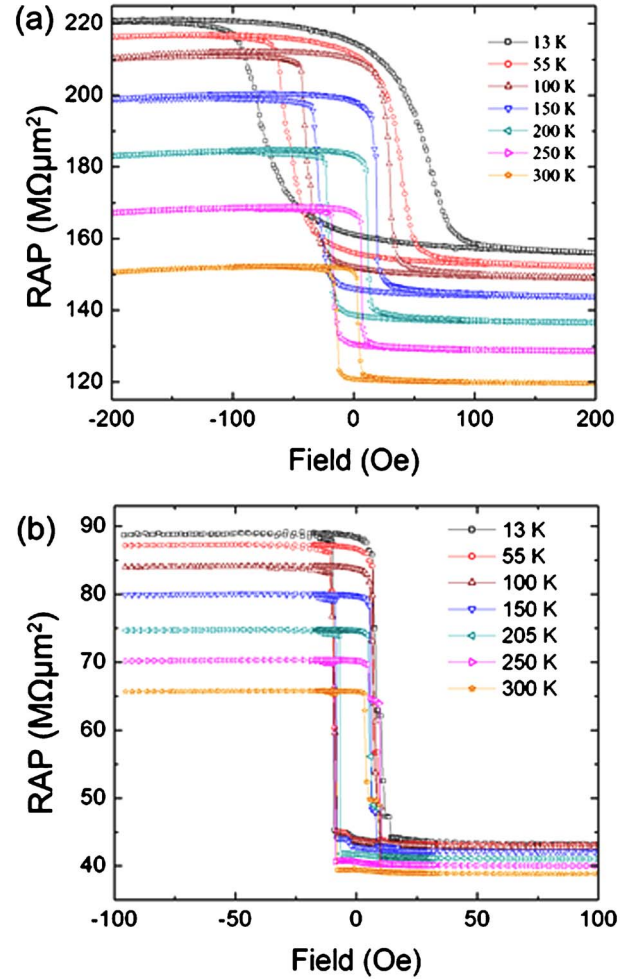 (a)
220
200
180
160
140
120
RAP (MΩμm²)
13 K
55 K
100 K
150 K
200 K
250 K
300 K
-200 -100 0 100 200
Field (Oe)
(b)
90
80
70
60
50
40
RAP (MΩμm²)
13 K
55 K
100 K
150 K
205 K
250 K
300 K
-100 -50 0 50 100
Field (Oe)